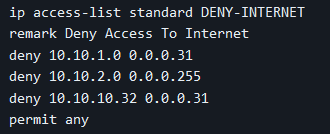 ip access-list standard DENY-INTERNET
remark Deny Access To Internet
deny 10.10.1.0 0.0.0.31
deny 10.10.2.0 0.0.0.255
deny 10.10.10.32 0.0.0.31
permit any